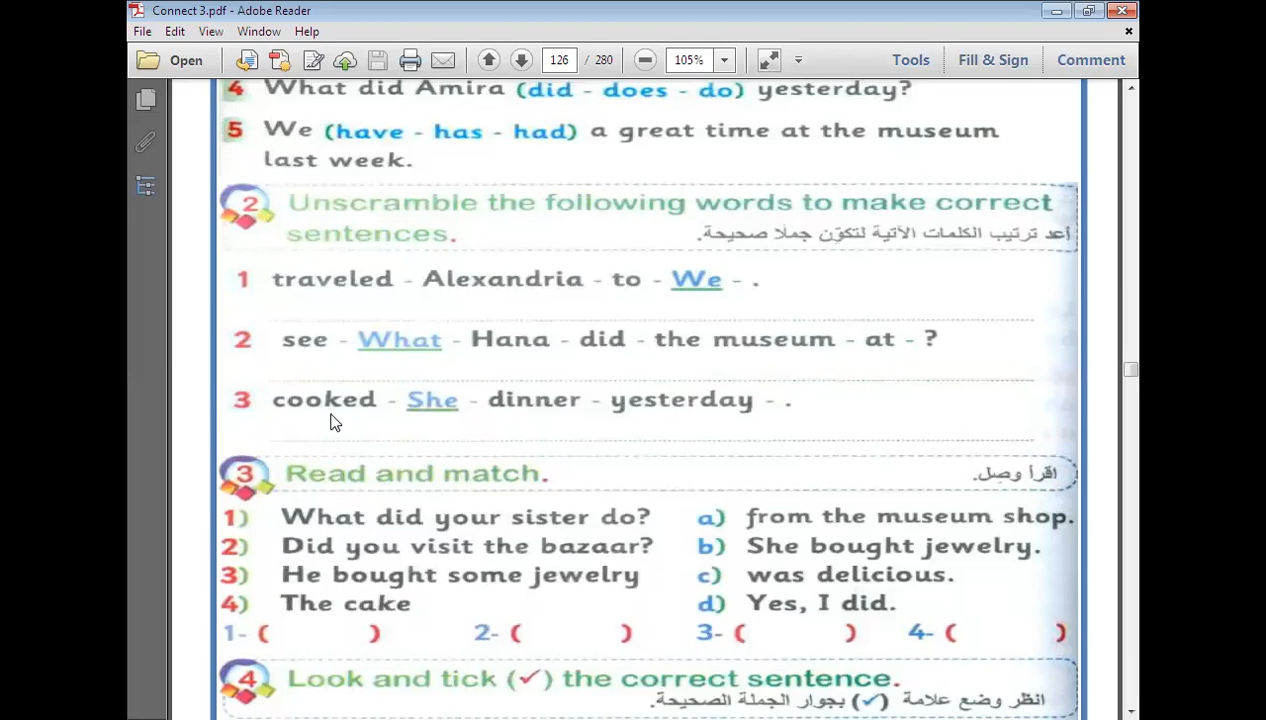 Connect 3.pdf - Adobe Reader
File Edit View Window Help
Open 126 / 280 105% Tools Fill & Sign Comment
4 What did Amira (did - does - do) yesterday?
5 We (have - has - had) a great time at the museum
last week.
2 Unscramble the following words to make correct
sentences. أعد ترتيب الكلمات الآتية لتكوّن جملًا صحيحة.
1 traveled - Alexandria - to - We - .
2 see - What - Hana - did - the museum - at - ?
3 cooked - She - dinner - yesterday - .
3 Read and match. اقرأ وصِل.
1) What did your sister do? a) from the museum shop.
2) Did you visit the bazaar? b) She bought jewelry.
3) He bought some jewelry c) was delicious.
4) The cake d) Yes, I did.
1- ( ) 2- ( ) 3- ( ) 4- ( )
4 Look and tick (✓) the correct sentence.
انظر وضع علامة (✓) بجوار الجملة الصحيحة.